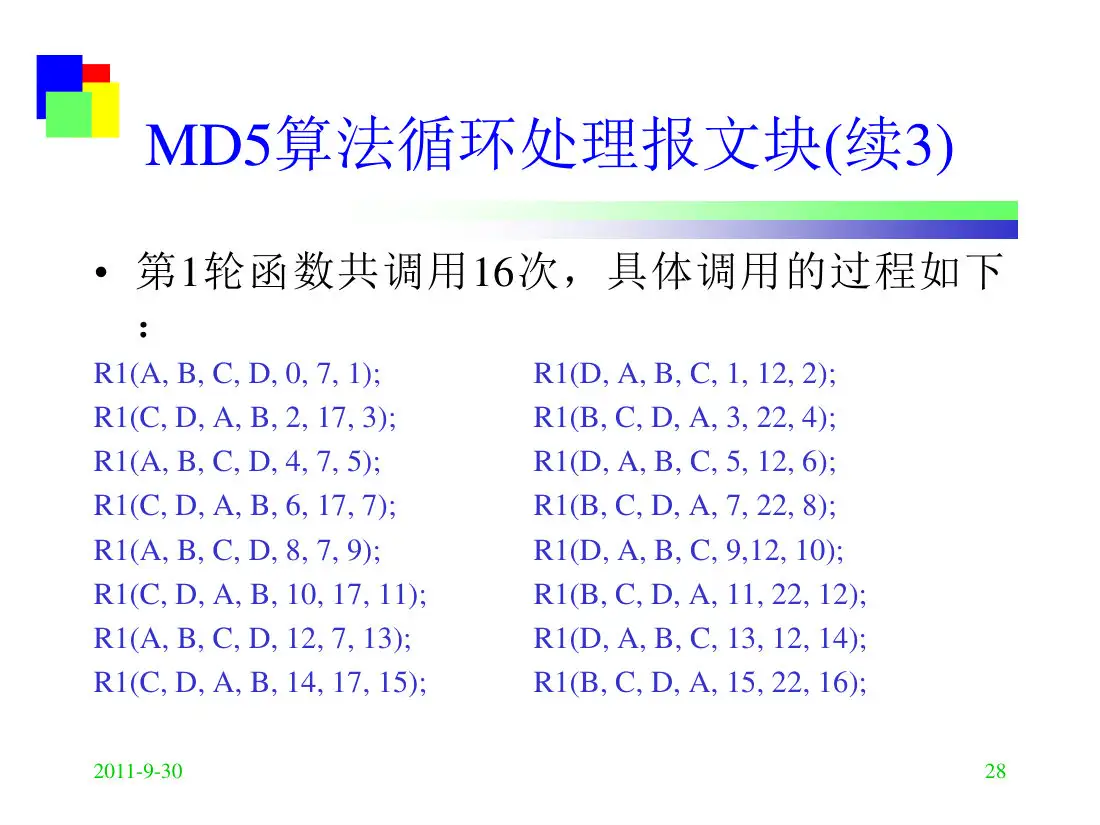 MD5算法循环处理报文块(续3)
• 第1轮函数共调用16次，具体调用的过程如下
：
R1(A, B, C, D, 0, 7, 1); R1(D, A, B, C, 1, 12, 2);
R1(C, D, A, B, 2, 17, 3); R1(B, C, D, A, 3, 22, 4);
R1(A, B, C, D, 4, 7, 5); R1(D, A, B, C, 5, 12, 6);
R1(C, D, A, B, 6, 17, 7); R1(B, C, D, A, 7, 22, 8);
R1(A, B, C, D, 8, 7, 9); R1(D, A, B, C, 9,12, 10);
R1(C, D, A, B, 10, 17, 11); R1(B, C, D, A, 11, 22, 12);
R1(A, B, C, D, 12, 7, 13); R1(D, A, B, C, 13, 12, 14);
R1(C, D, A, B, 14, 17, 15); R1(B, C, D, A, 15, 22, 16);
2011-9-30 28